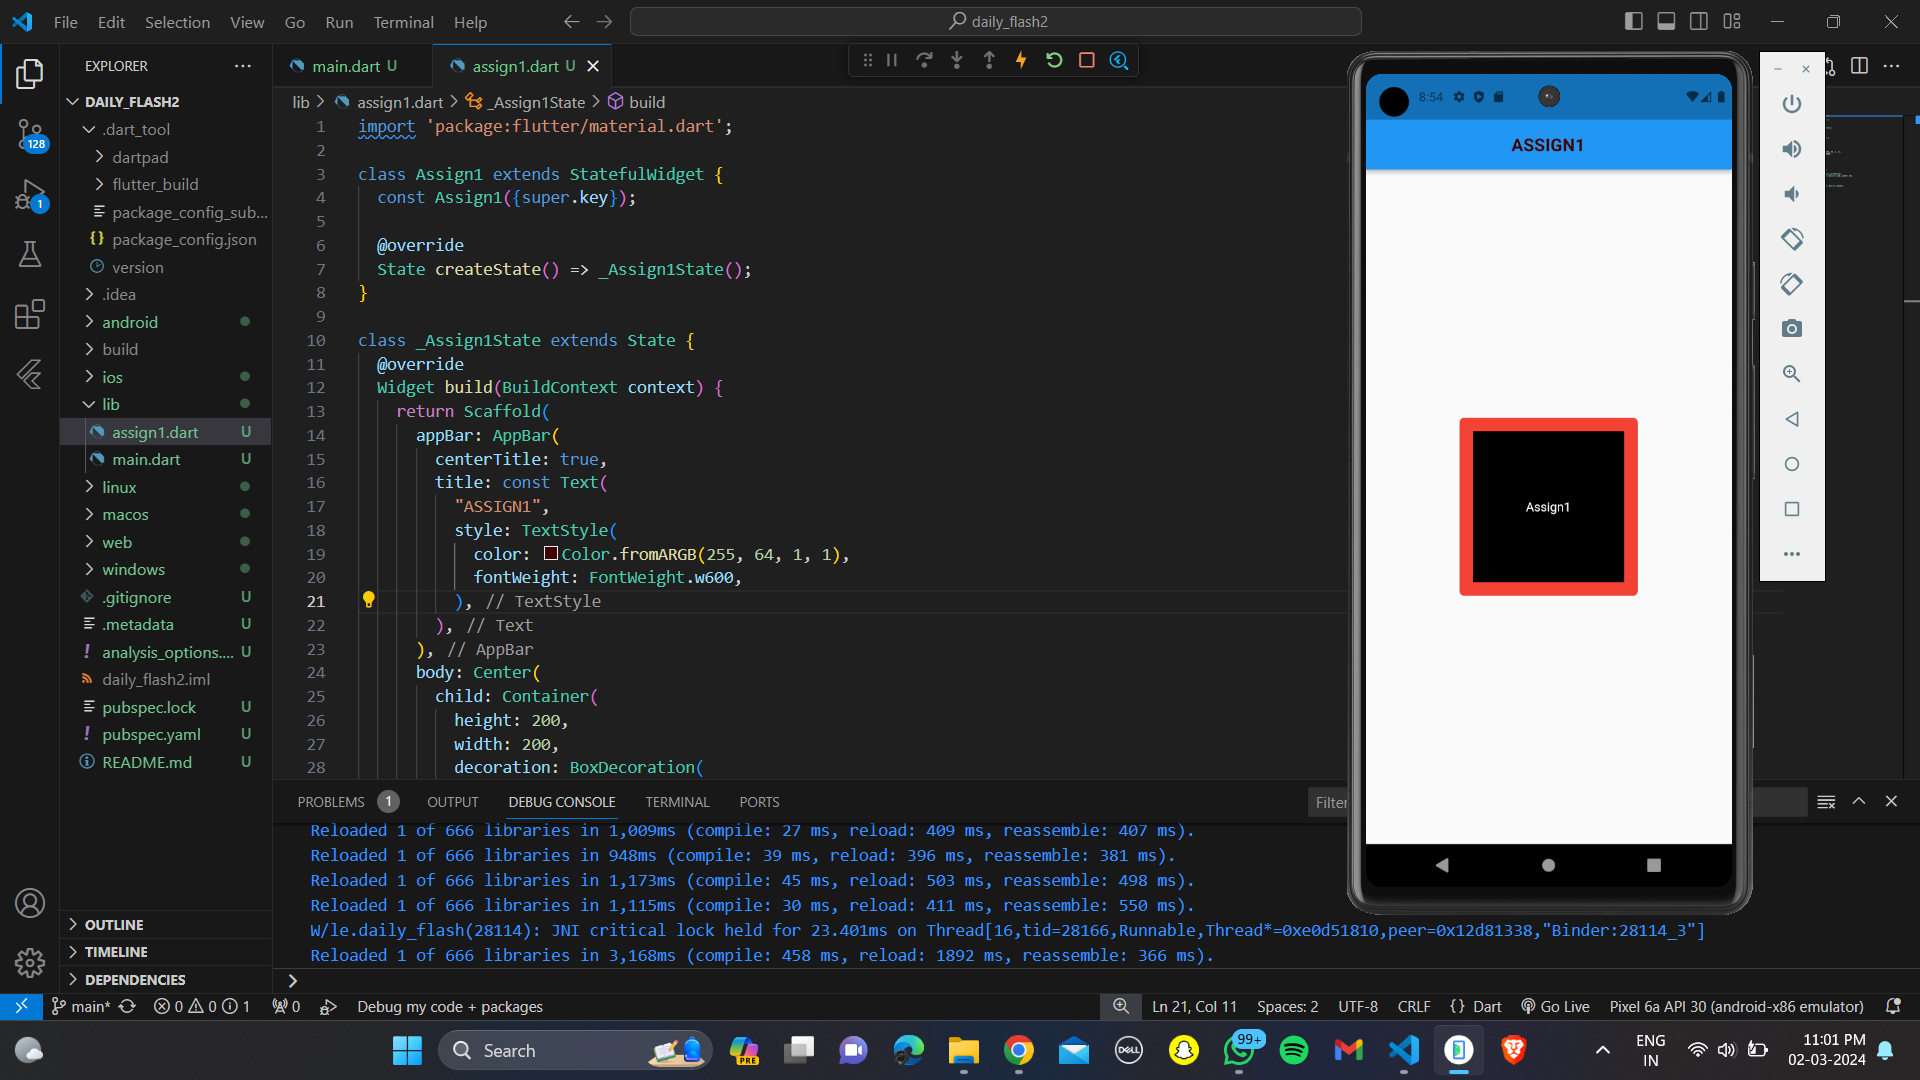 File Edit Selection View Go Run Terminal Help
daily_flash2
EXPLORER
DAILY_FLASH2
.dart_tool
dartpad
flutter_build
package_config_sub...
package_config.json
version
.idea
android
build
ios
lib
assign1.dart U
main.dart U
linux
macos
web
windows
.gitignore U
.metadata U
analysis_options.... U
daily_flash2.iml
pubspec.lock U
pubspec.yaml U
README.md U
OUTLINE
TIMELINE
DEPENDENCIES
128
1
main.dart U
assign1.dart U
lib > assign1.dart > _Assign1State > build
1 import 'package:flutter/material.dart';
2
3 class Assign1 extends StatefulWidget {
4 const Assign1({super.key});
5
6 @override
7 State createState() => _Assign1State();
8 }
9
10 class _Assign1State extends State {
11 @override
12 Widget build(BuildContext context) {
13 return Scaffold(
14 appBar: AppBar(
15 centerTitle: true,
16 title: const Text(
17 "ASSIGN1",
18 style: TextStyle(
19 color: Color.fromARGB(255, 64, 1, 1),
20 fontWeight: FontWeight.w600,
21 ), // TextStyle
22 ), // Text
23 ), // AppBar
24 body: Center(
25 child: Container(
26 height: 200,
27 width: 200,
28 decoration: BoxDecoration(
8:54
ASSIGN1
Assign1
PROBLEMS 1 OUTPUT DEBUG CONSOLE TERMINAL PORTS
Filter
Reloaded 1 of 666 libraries in 1,009ms (compile: 27 ms, reload: 409 ms, reassemble: 407 ms).
Reloaded 1 of 666 libraries in 948ms (compile: 39 ms, reload: 396 ms, reassemble: 381 ms).
Reloaded 1 of 666 libraries in 1,173ms (compile: 45 ms, reload: 503 ms, reassemble: 498 ms).
Reloaded 1 of 666 libraries in 1,115ms (compile: 30 ms, reload: 411 ms, reassemble: 550 ms).
W/le.daily_flash(28114): JNI critical lock held for 23.401ms on Thread[16,tid=28166,Runnable,Thread*=0xe0d51810,peer=0x12d81338,"Binder:28114_3"]
Reloaded 1 of 666 libraries in 3,168ms (compile: 458 ms, reload: 1892 ms, reassemble: 366 ms).
>
main* 0 0 1 0 Debug my code + packages Ln 21, Col 11 Spaces: 2 UTF-8 CRLF {} Dart Go Live Pixel 6a API 30 (android-x86 emulator)
Search
PRE
DELL
99+
ENG
IN
11:01 PM
02-03-2024